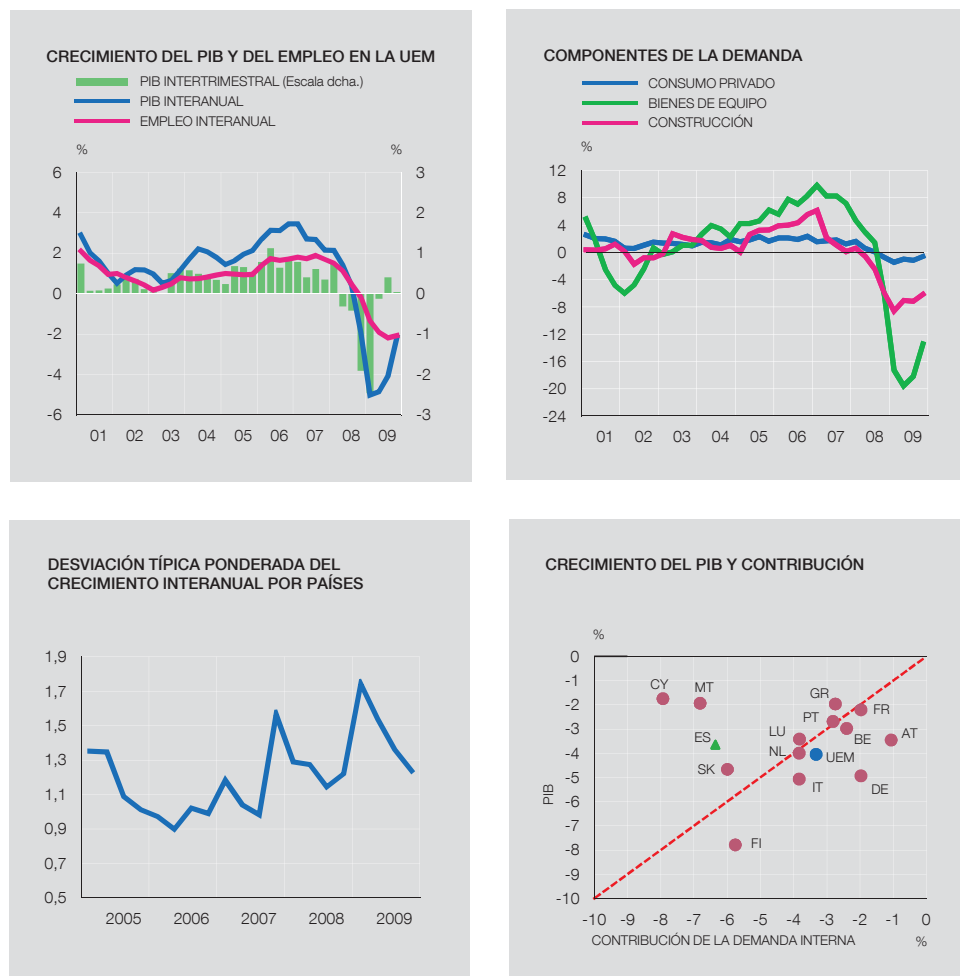 CRECIMIENTO DEL PIB Y DEL EMPLEO EN LA UEM
PIB INTERTRIMESTRAL (Escala dcha.)
PIB INTERANUAL
EMPLEO INTERANUAL
% %
6 3
4 2
2 1
0 0
-2 -1
-4 -2
-6 -3
01 02 03 04 05 06 07 08 09
COMPONENTES DE LA DEMANDA
CONSUMO PRIVADO
BIENES DE EQUIPO
CONSTRUCCIÓN
%
12
8
4
0
-4
-8
-12
-16
-20
-24
01 02 03 04 05 06 07 08 09
DESVIACIÓN TÍPICA PONDERADA DEL
CRECIMIENTO INTERANUAL POR PAÍSES
1,9
1,7
1,5
1,3
1,1
0,9
0,7
0,5
2005 2006 2007 2008 2009
CRECIMIENTO DEL PIB Y CONTRIBUCIÓN
%
0
-1
-2
-3
-4
-5
-6
-7
-8
-9
-10
PIB
CY MT GR
FR
PT
LU AT
ES BE
NL UEM
SK
IT DE
FI
-10 -9 -8 -7 -6 -5 -4 -3 -2 -1 0
CONTRIBUCIÓN DE LA DEMANDA INTERNA %